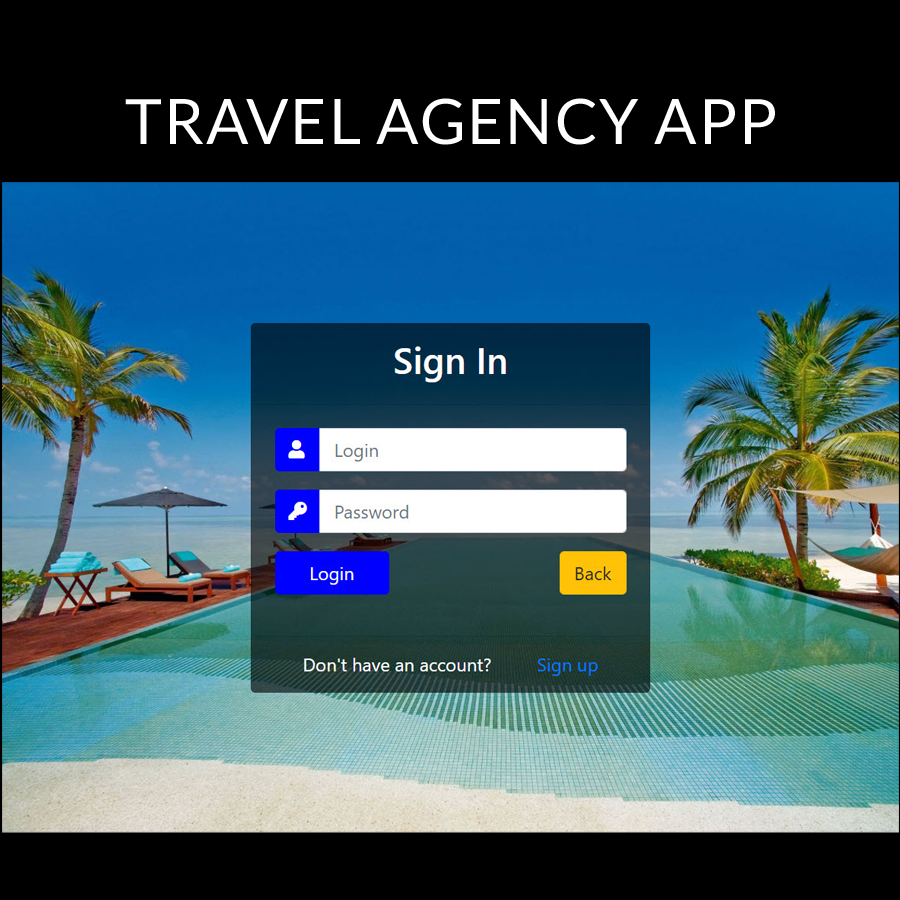 TRAVEL AGENCY APP
Sign In
Login
Password
Login Back
Don't have an account? Sign up